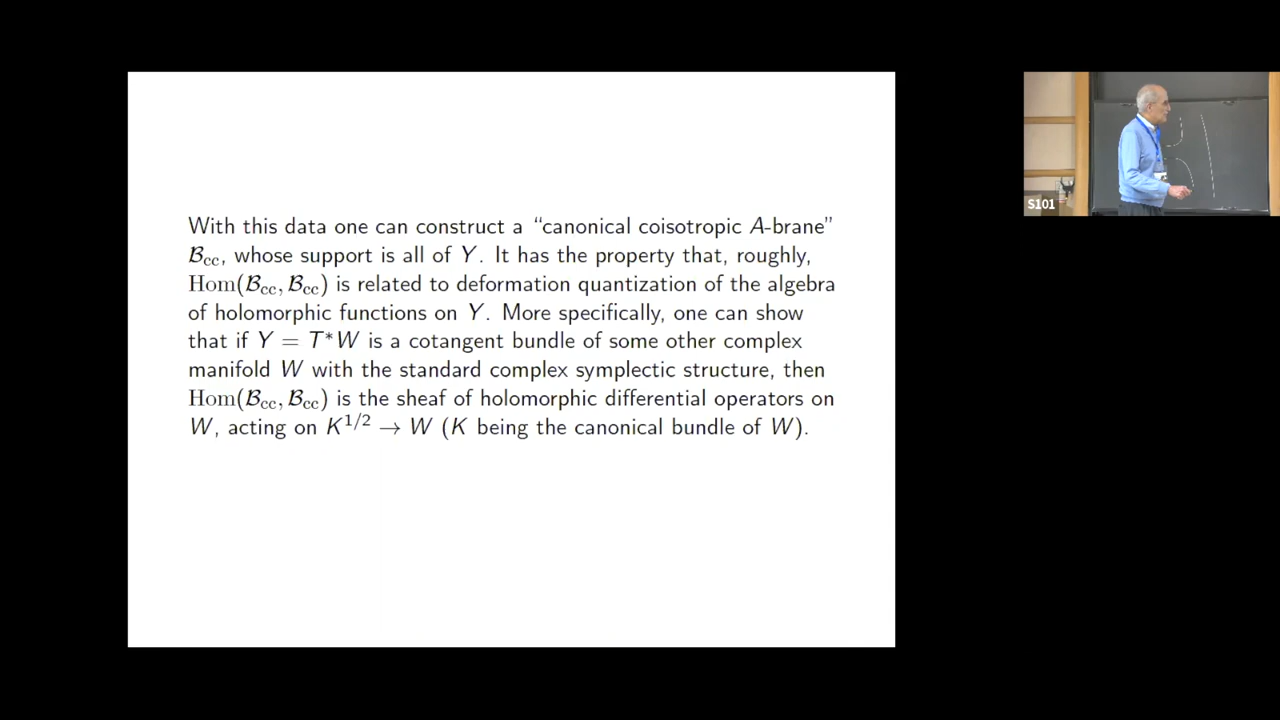 With this data one can construct a “canonical coisotropic A-brane”
ℬcc, whose support is all of Y. It has the property that, roughly,
Hom(ℬcc, ℬcc) is related to deformation quantization of the algebra
of holomorphic functions on Y. More specifically, one can show
that if Y = T*W is a cotangent bundle of some other complex
manifold W with the standard complex symplectic structure, then
Hom(ℬcc, ℬcc) is the sheaf of holomorphic differential operators on
W, acting on K^{1/2} → W (K being the canonical bundle of W).
S101